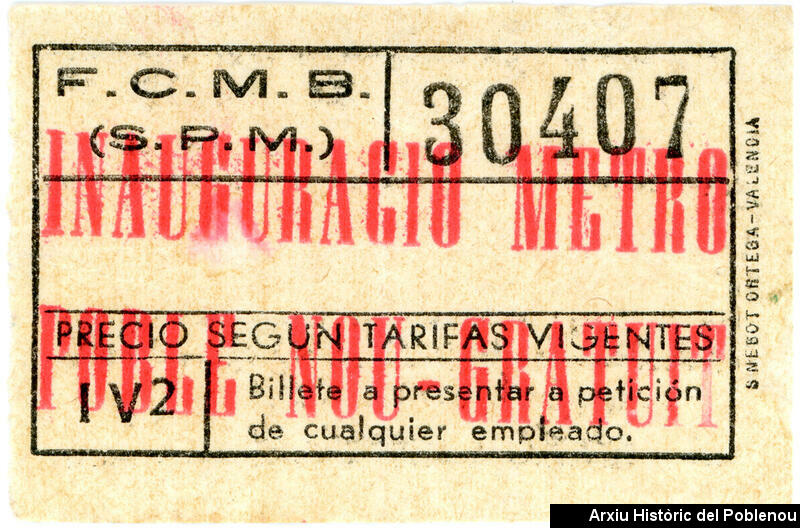 F.C.M.B.
(S.P.M.)
30407
INAUGURACIO METRO
POBLE NOU-GRATUIT
PRECIO SEGUN TARIFAS VIGENTES
IV2
Billete a presentar a petición
de cualquier empleado.
S NEBOT ORTEGA-VALENCIA
Arxiu Històric del Poblenou